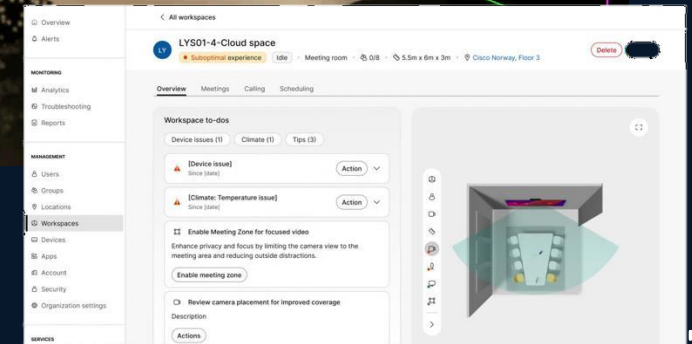 Overview
Alerts
MONITORING
Analytics
Troubleshooting
Reports
MANAGEMENT
Users
Groups
Locations
Workspaces
Devices
Apps
Account
Security
Organization settings
SERVICES
All workspaces
LY
LYS01-4-Cloud space
Suboptimal experience Idle · Meeting room · 0/8 · 5.5m x 6m x 3m · Cisco Norway, Floor 3
Delete
Overview Meetings Calling Scheduling
Workspace to-dos
Device issues (1) Climate (1) Tips (3)
[Device issue]
Since [date]
Action
[Climate: Temperature issue]
Since [date]
Action
Enable Meeting Zone for focused video
Enhance privacy and focus by limiting the camera view to the
meeting area and reducing outside distractions.
Enable meeting zone
Review camera placement for improved coverage
Description
Actions